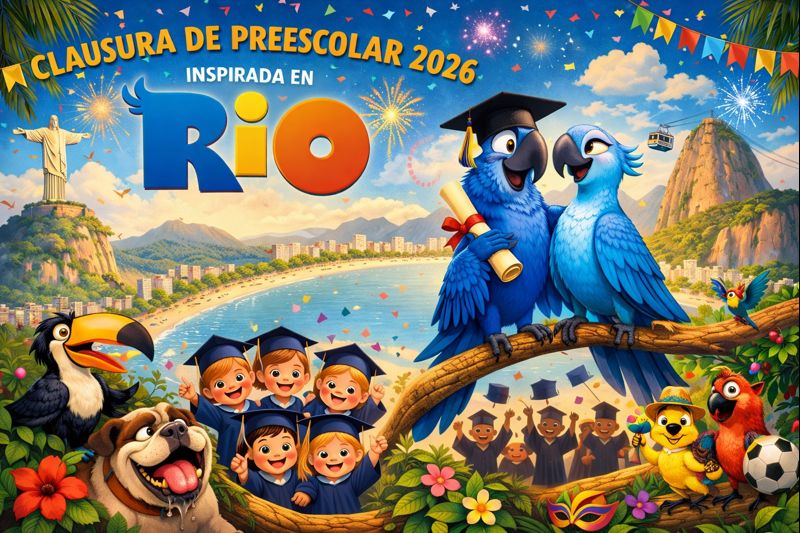 CLAUSURA DE PREESCOLAR 2026
INSPIRADA EN
RiO